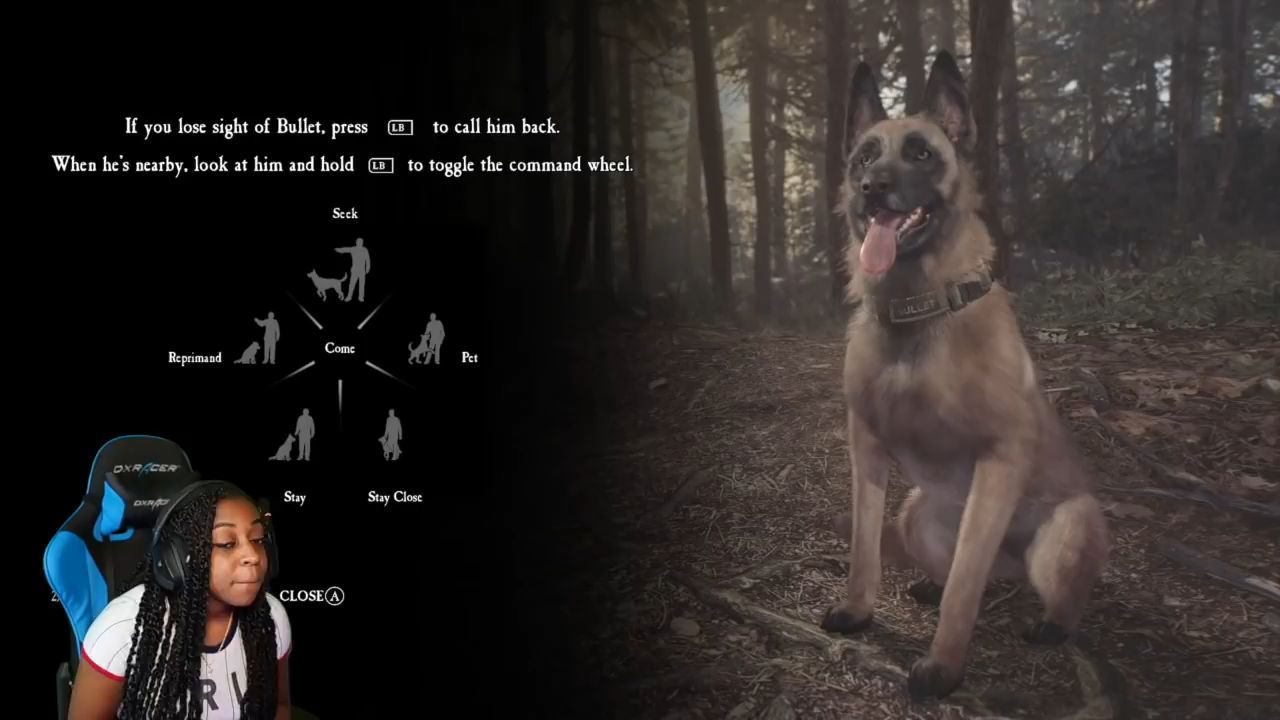 If you lose sight of Bullet, press LB to call him back.
When he's nearby, look at him and hold LB to toggle the command wheel.
Seek
Reprimand
Come
Pet
Stay
Stay Close
CLOSE A
BULLET
DXRACER